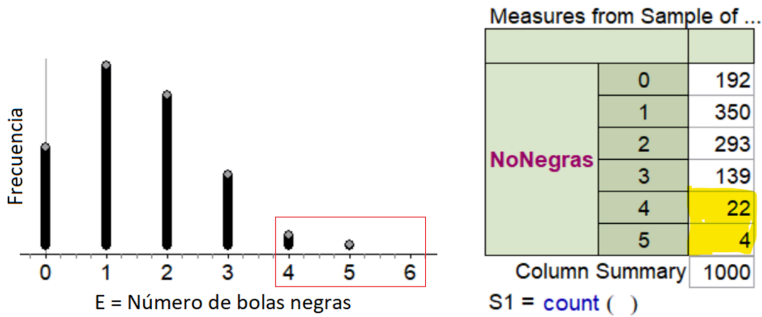 Frecuencia
0 1 2 3 4 5 6
E = Número de bolas negras
Measures from Sample of ...
NoNegras
0 192
1 350
2 293
3 139
4 22
5 4
Column Summary 1000
S1 = count ( )